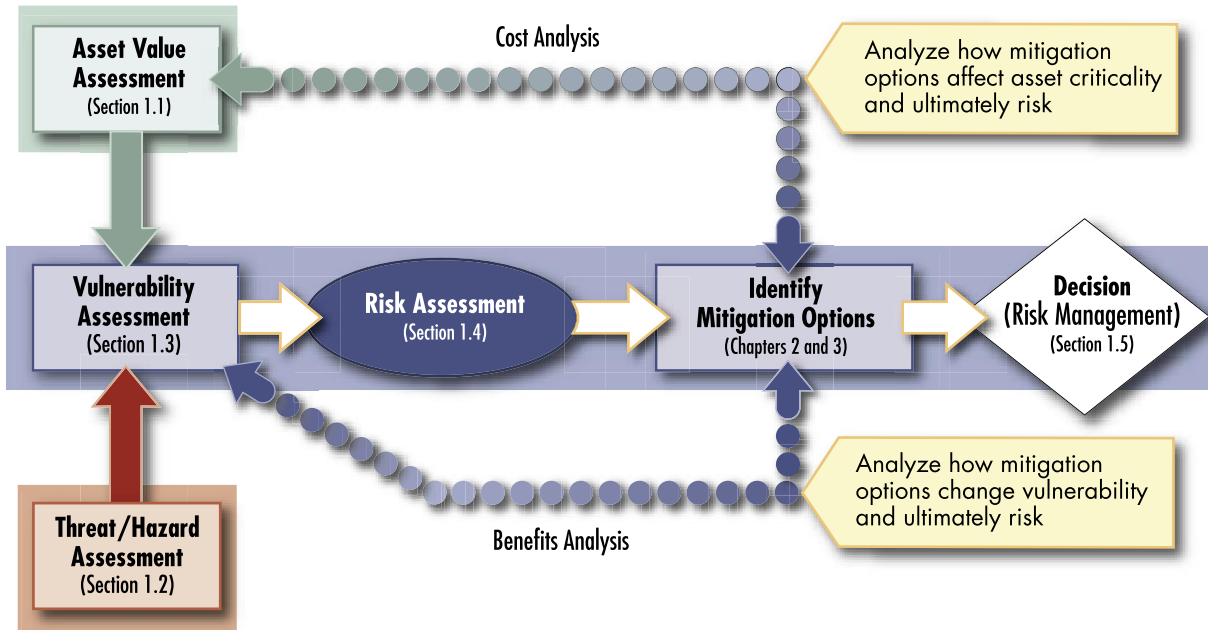 Asset Value
Assessment
(Section 1.1)
Cost Analysis
Analyze how mitigation
options affect asset criticality
and ultimately risk
Vulnerability
Assessment
(Section 1.3)
Risk Assessment
(Section 1.4)
Identify
Mitigation Options
(Chapters 2 and 3)
Decision
(Risk Management)
(Section 1.5)
Threat/Hazard
Assessment
(Section 1.2)
Benefits Analysis
Analyze how mitigation
options change vulnerability
and ultimately risk